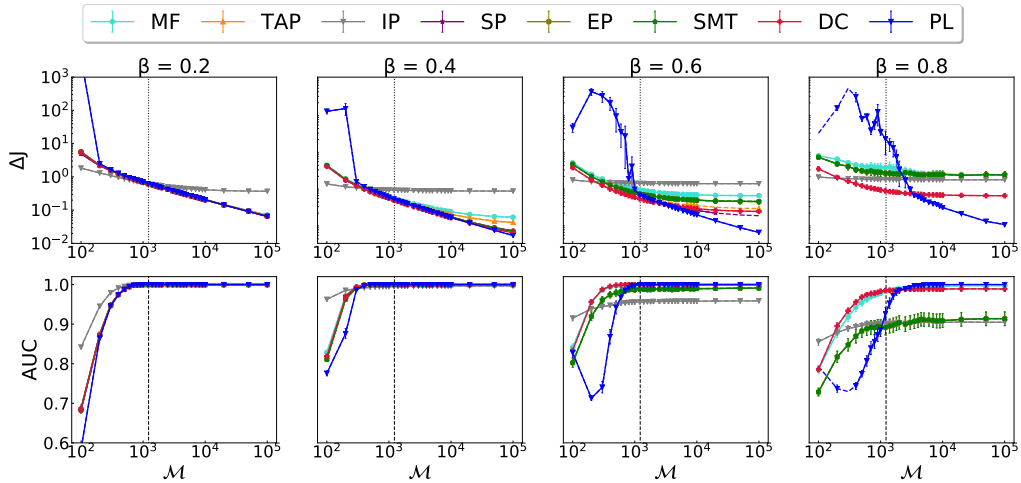 MF TAP IP SP EP SMT DC PL
β = 0.2 β = 0.4 β = 0.6 β = 0.8
ΔJ
10³
10²
10¹
10⁰
10⁻¹
10⁻²
10² 10³ 10⁴ 10⁵ 10² 10³ 10⁴ 10⁵ 10² 10³ 10⁴ 10⁵ 10² 10³ 10⁴ 10⁵
AUC
1.0
0.9
0.8
0.7
0.6
10² 10³ 10⁴ 10⁵ 10² 10³ 10⁴ 10⁵ 10² 10³ 10⁴ 10⁵ 10² 10³ 10⁴ 10⁵
ℳ ℳ ℳ ℳ